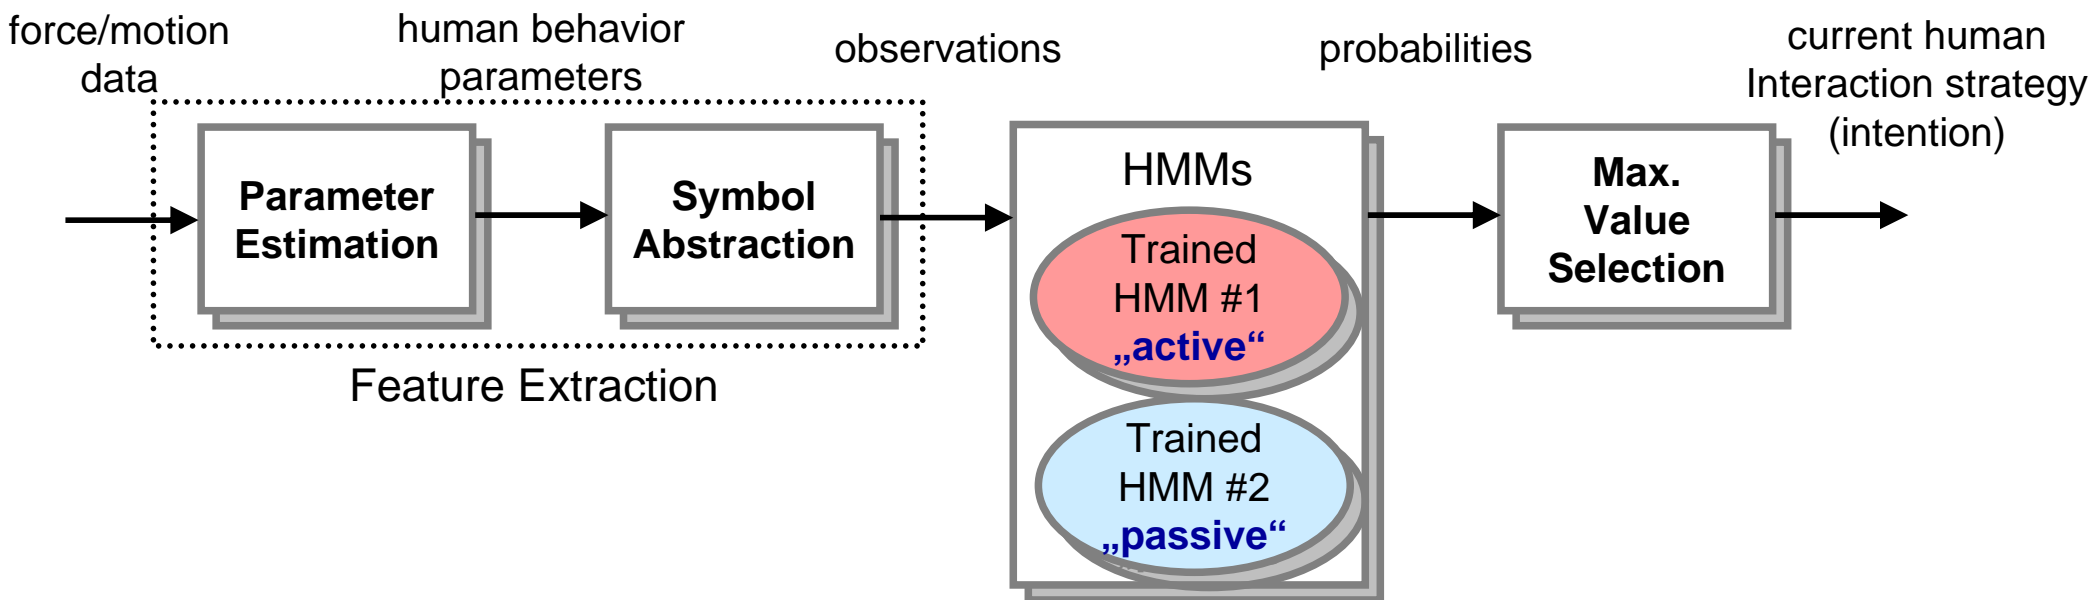 force/motion
data
human behavior
parameters
observations
probabilities
current human
Interaction strategy
(intention)
Parameter
Estimation
Symbol
Abstraction
Feature Extraction
HMMs
Trained
HMM #1
„active“
Trained
HMM #2
„passive“
Max.
Value
Selection